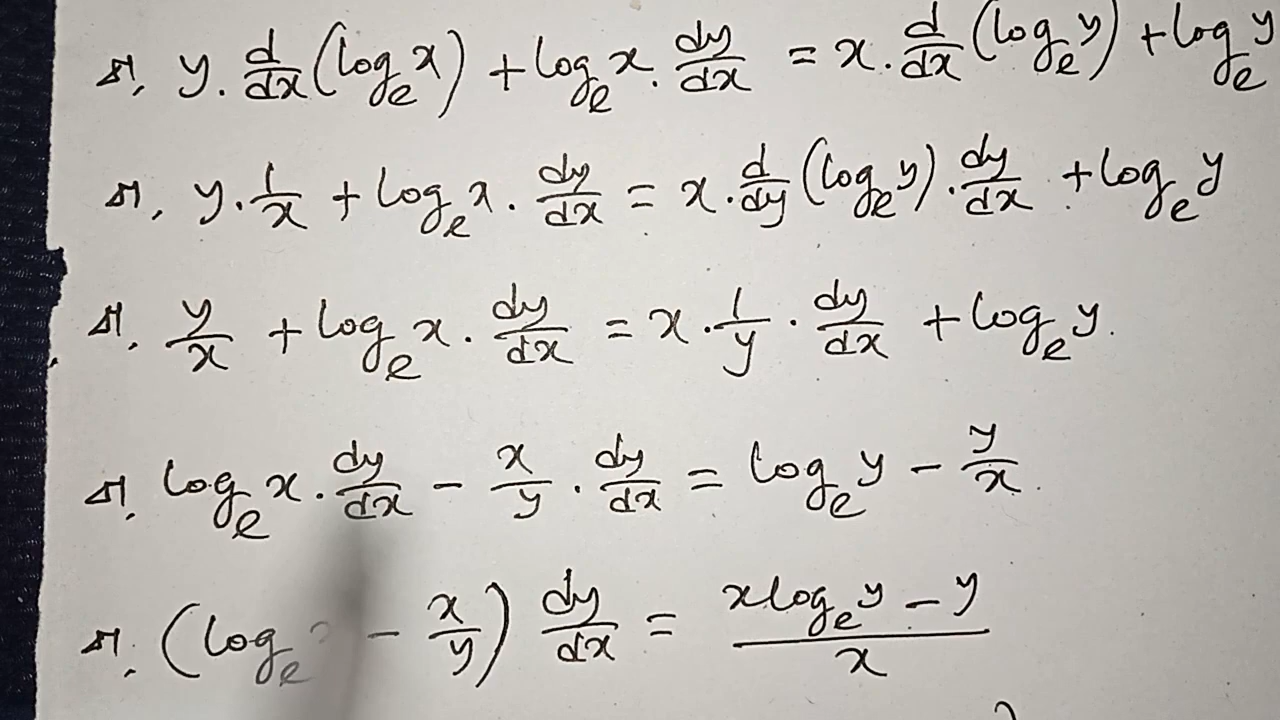 বা, y. d/dx (log_e x) + log_e x. dy/dx = x. d/dx (log_e y) + log_e y
বা, y. 1/x + log_e x. dy/dx = x. d/dy (log_e y). dy/dx + log_e y
বা, y/x + log_e x. dy/dx = x. 1/y. dy/dx + log_e y.
বা, log_e x. dy/dx - x/y. dy/dx = log_e y - y/x.
বা, (log_e - x/y) dy/dx = (x log_e y - y)/x